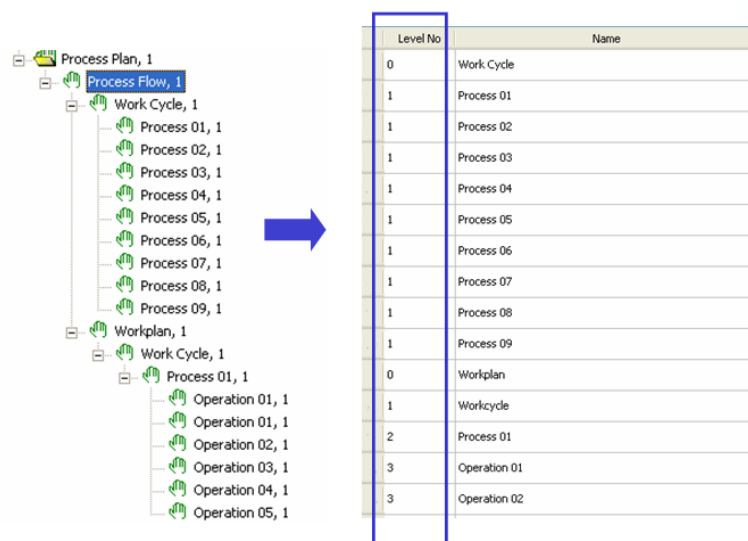 Process Plan, 1
Process Flow, 1
Work Cycle, 1
Process 01, 1
Process 02, 1
Process 03, 1
Process 04, 1
Process 05, 1
Process 06, 1
Process 07, 1
Process 08, 1
Process 09, 1
Workplan, 1
Work Cycle, 1
Process 01, 1
Operation 01, 1
Operation 01, 1
Operation 02, 1
Operation 03, 1
Operation 04, 1
Operation 05, 1
Level No Name
0 Work Cycle
1 Process 01
1 Process 02
1 Process 03
1 Process 04
1 Process 05
1 Process 06
1 Process 07
1 Process 08
1 Process 09
0 Workplan
1 Workcycle
2 Process 01
3 Operation 01
3 Operation 02